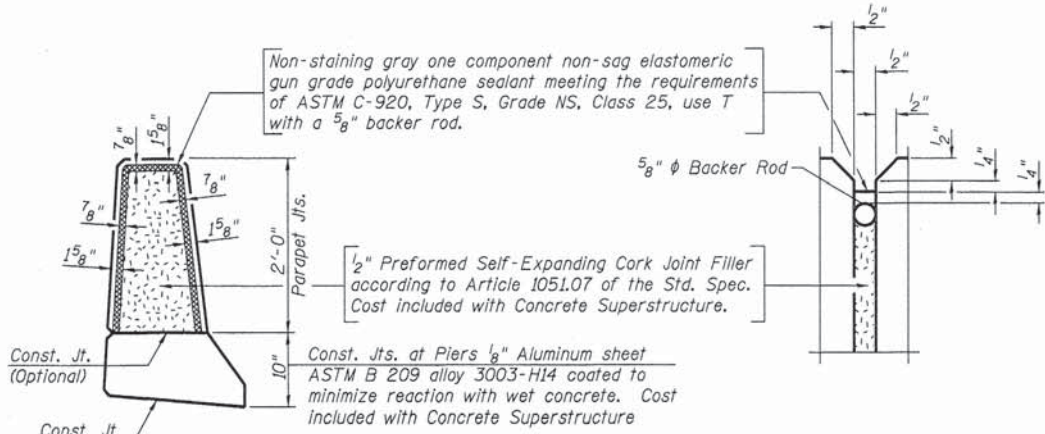 1/2"
Non-staining gray one component non-sag elastomeric
gun grade polyurethane sealant meeting the requirements
of ASTM C-920, Type S, Grade NS, Class 25, use T
with a 5/8" backer rod.
1/2"
1/2"
1/2"
1/4"
1/4"
7/8"
1 5/8"
5/8" ϕ Backer Rod
7/8"
7/8"
1 5/8"
1 5/8"
2'-0"
Parapet Jts.
1/2" Preformed Self-Expanding Cork Joint Filler
according to Article 1051.07 of the Std. Spec.
Cost included with Concrete Superstructure.
Const. Jt.
(Optional)
10"
Const. Jts. at Piers 1/8" Aluminum sheet
ASTM B 209 alloy 3003-H14 coated to
minimize reaction with wet concrete. Cost
included with Concrete Superstructure
Const. Jt.